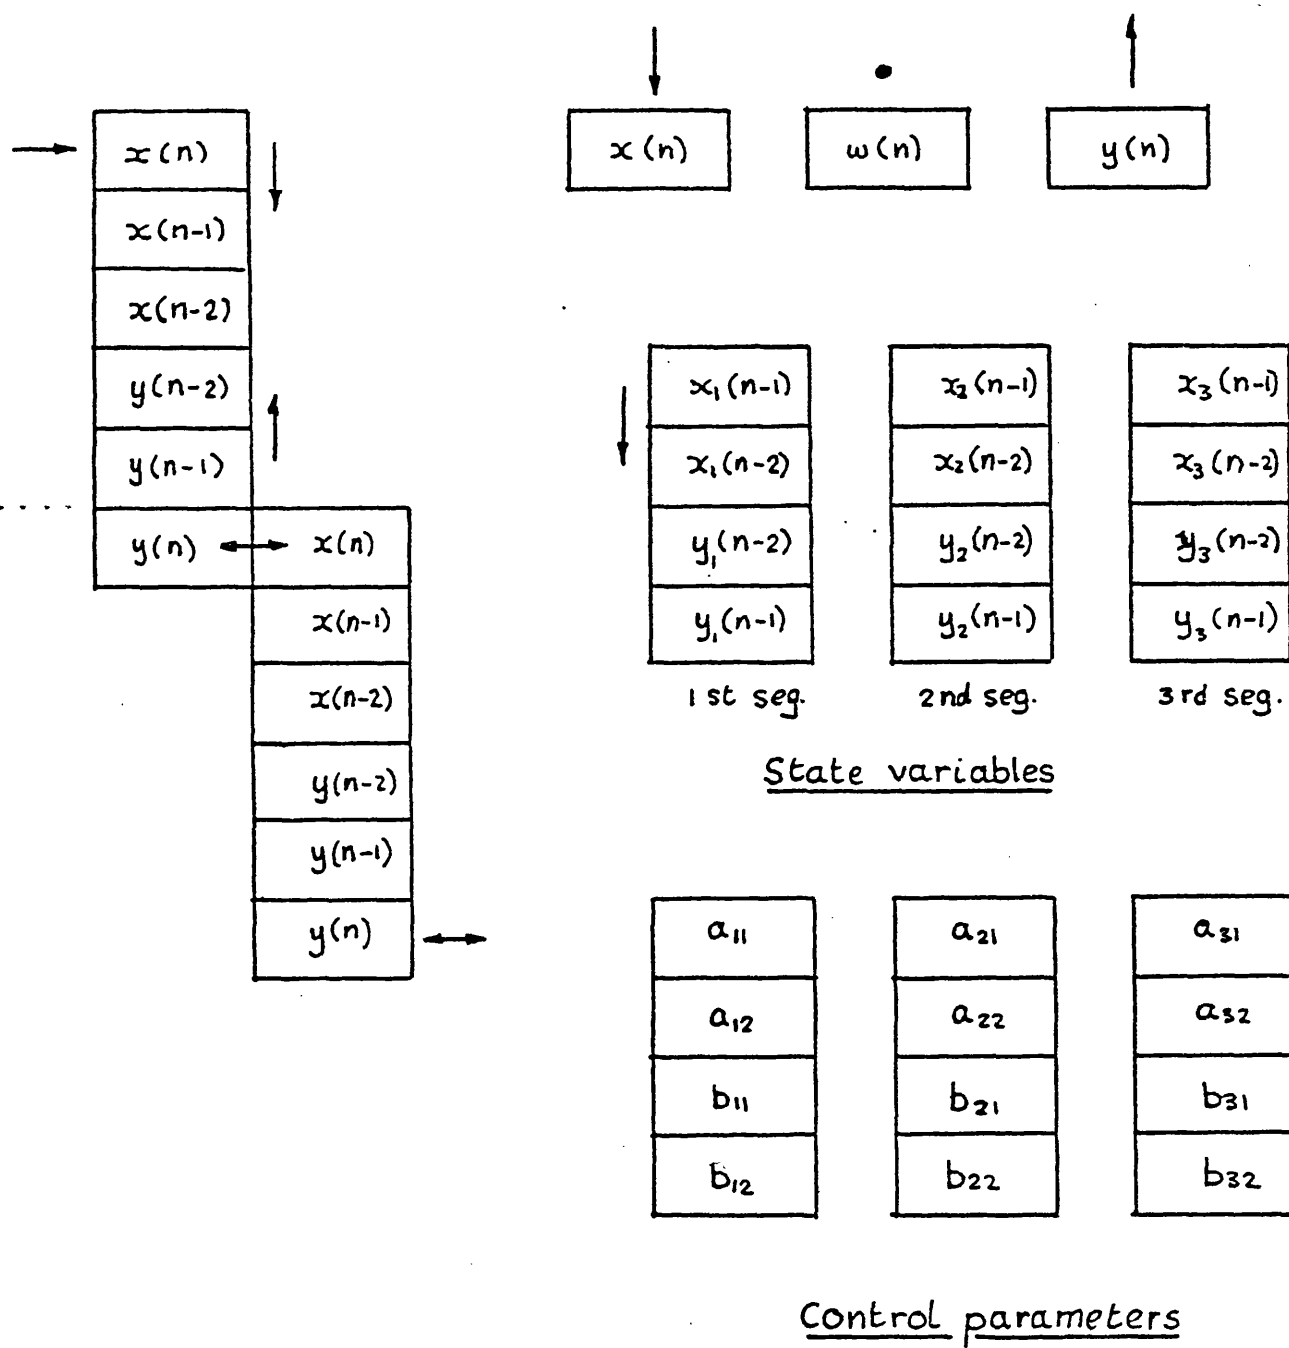 x(n)
x(n-1)
x(n-2)
y(n-2)
y(n-1)
y(n)
x(n)
x(n-1)
x(n-2)
y(n-2)
y(n-1)
y(n)
x(n)
w(n)
y(n)
x₁(n-1) x₂(n-1) x₃(n-1)
x₁(n-2) x₂(n-2) x₃(n-2)
y₁(n-2) y₂(n-2) y₃(n-2)
y₁(n-1) y₂(n-1) y₃(n-1)
1st seg. 2nd seg. 3rd seg.
State variables
a₁₁ a₂₁ a₃₁
a₁₂ a₂₂ a₃₂
b₁₁ b₂₁ b₃₁
b₁₂ b₂₂ b₃₂
Control parameters